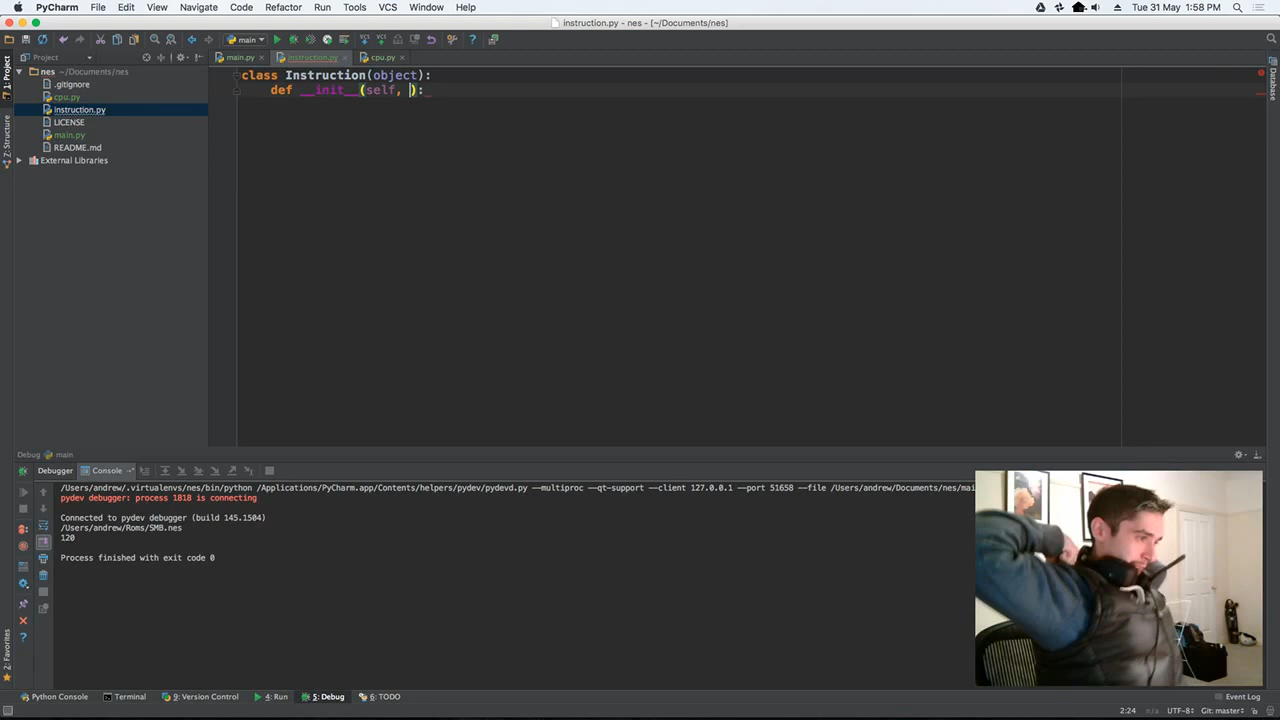 PyCharm File Edit View Navigate Code Refactor Run Tools VCS Window Help Tue 31 May 1:58 PM
instruction.py - nes - [~/Documents/nes]
main
Project main.py instruction.py cpu.py
nes ~/Documents/nes
.gitignore
cpu.py
instruction.py
LICENSE
main.py
README.md
External Libraries
class Instruction(object):
def __init__(self, ):
1: Project
Z: Structure
2: Favorites
Database
Debug main
Debugger Console
/Users/andrew/.virtualenvs/nes/bin/python /Applications/PyCharm.app/Contents/helpers/pydev/pydevd.py --multiproc --qt-support --client 127.0.0.1 --port 51658 --file /Users/andrew/Documents/nes/mai
pydev debugger: process 1818 is connecting
Connected to pydev debugger (build 145.1504)
/Users/andrew/Roms/SMB.nes
120
Process finished with exit code 0
Python Console Terminal 9: Version Control 4: Run 5: Debug 6: TODO Event Log
2:24 n/a UTF-8 Git: master